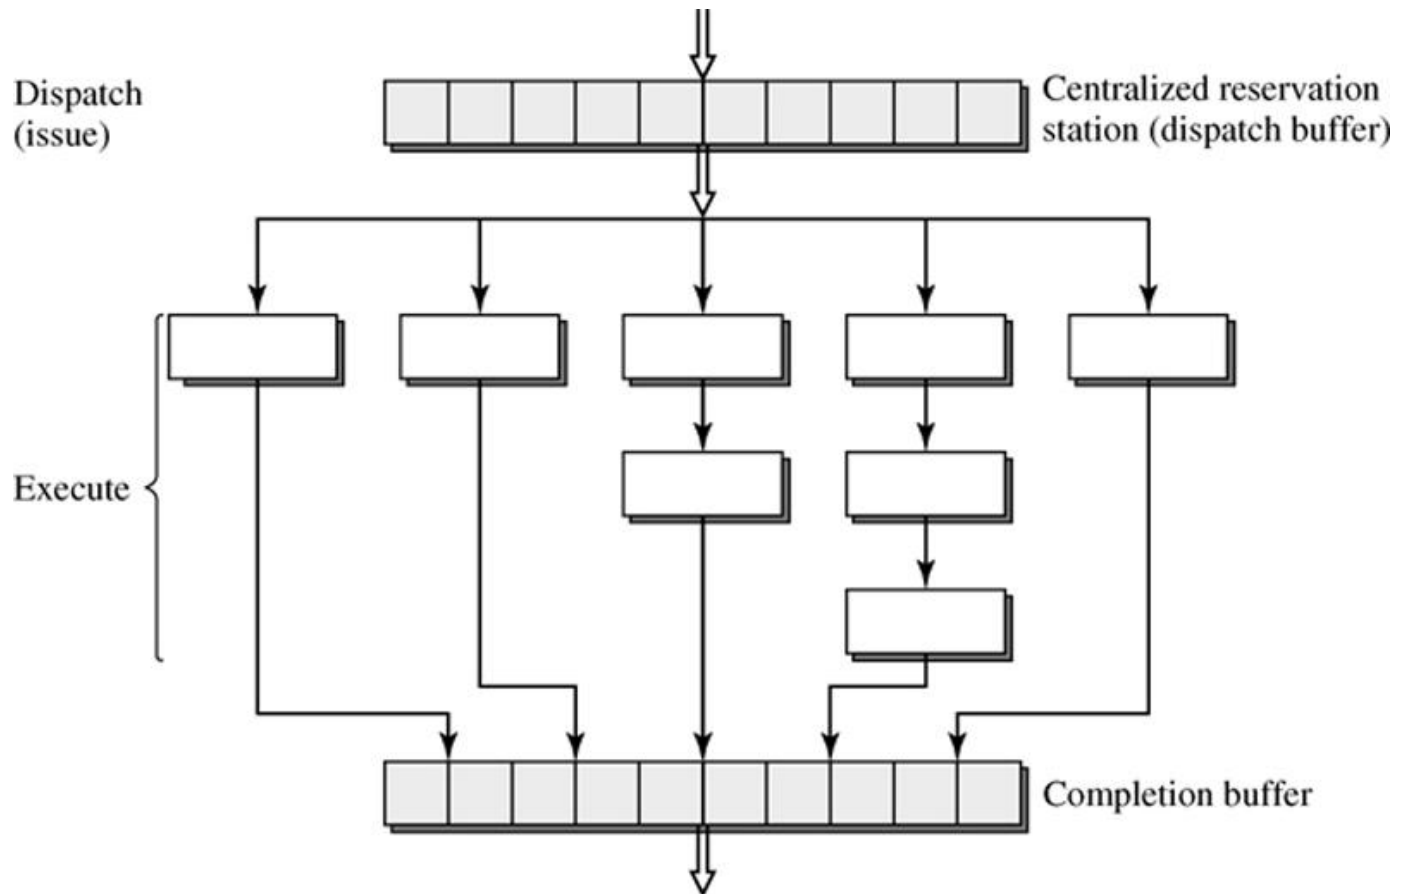 Dispatch
(issue)
Centralized reservation
station (dispatch buffer)
Execute
Completion buffer